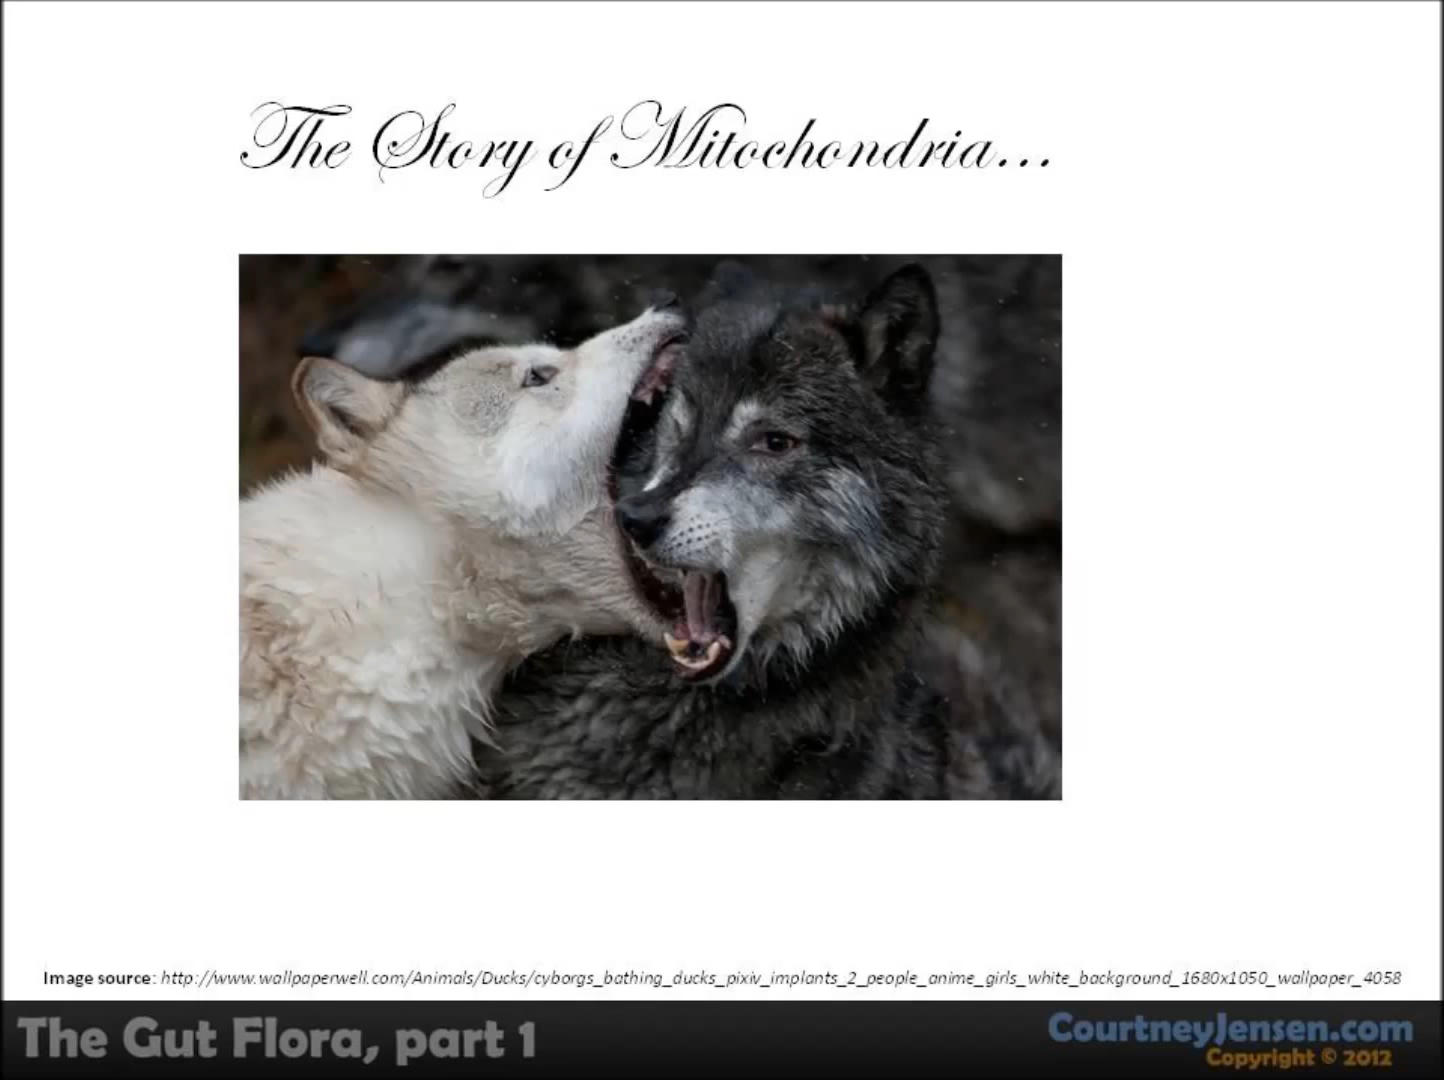 The Story of Mitochondria...
Image source: http://www.wallpaperwell.com/Animals/Ducks/cyborgs_bathing_ducks_pixiv_implants_2_people_anime_girls_white_background_1680x1050_wallpaper_4058
The Gut Flora, part 1
CourtneyJensen.com
Copyright © 2012